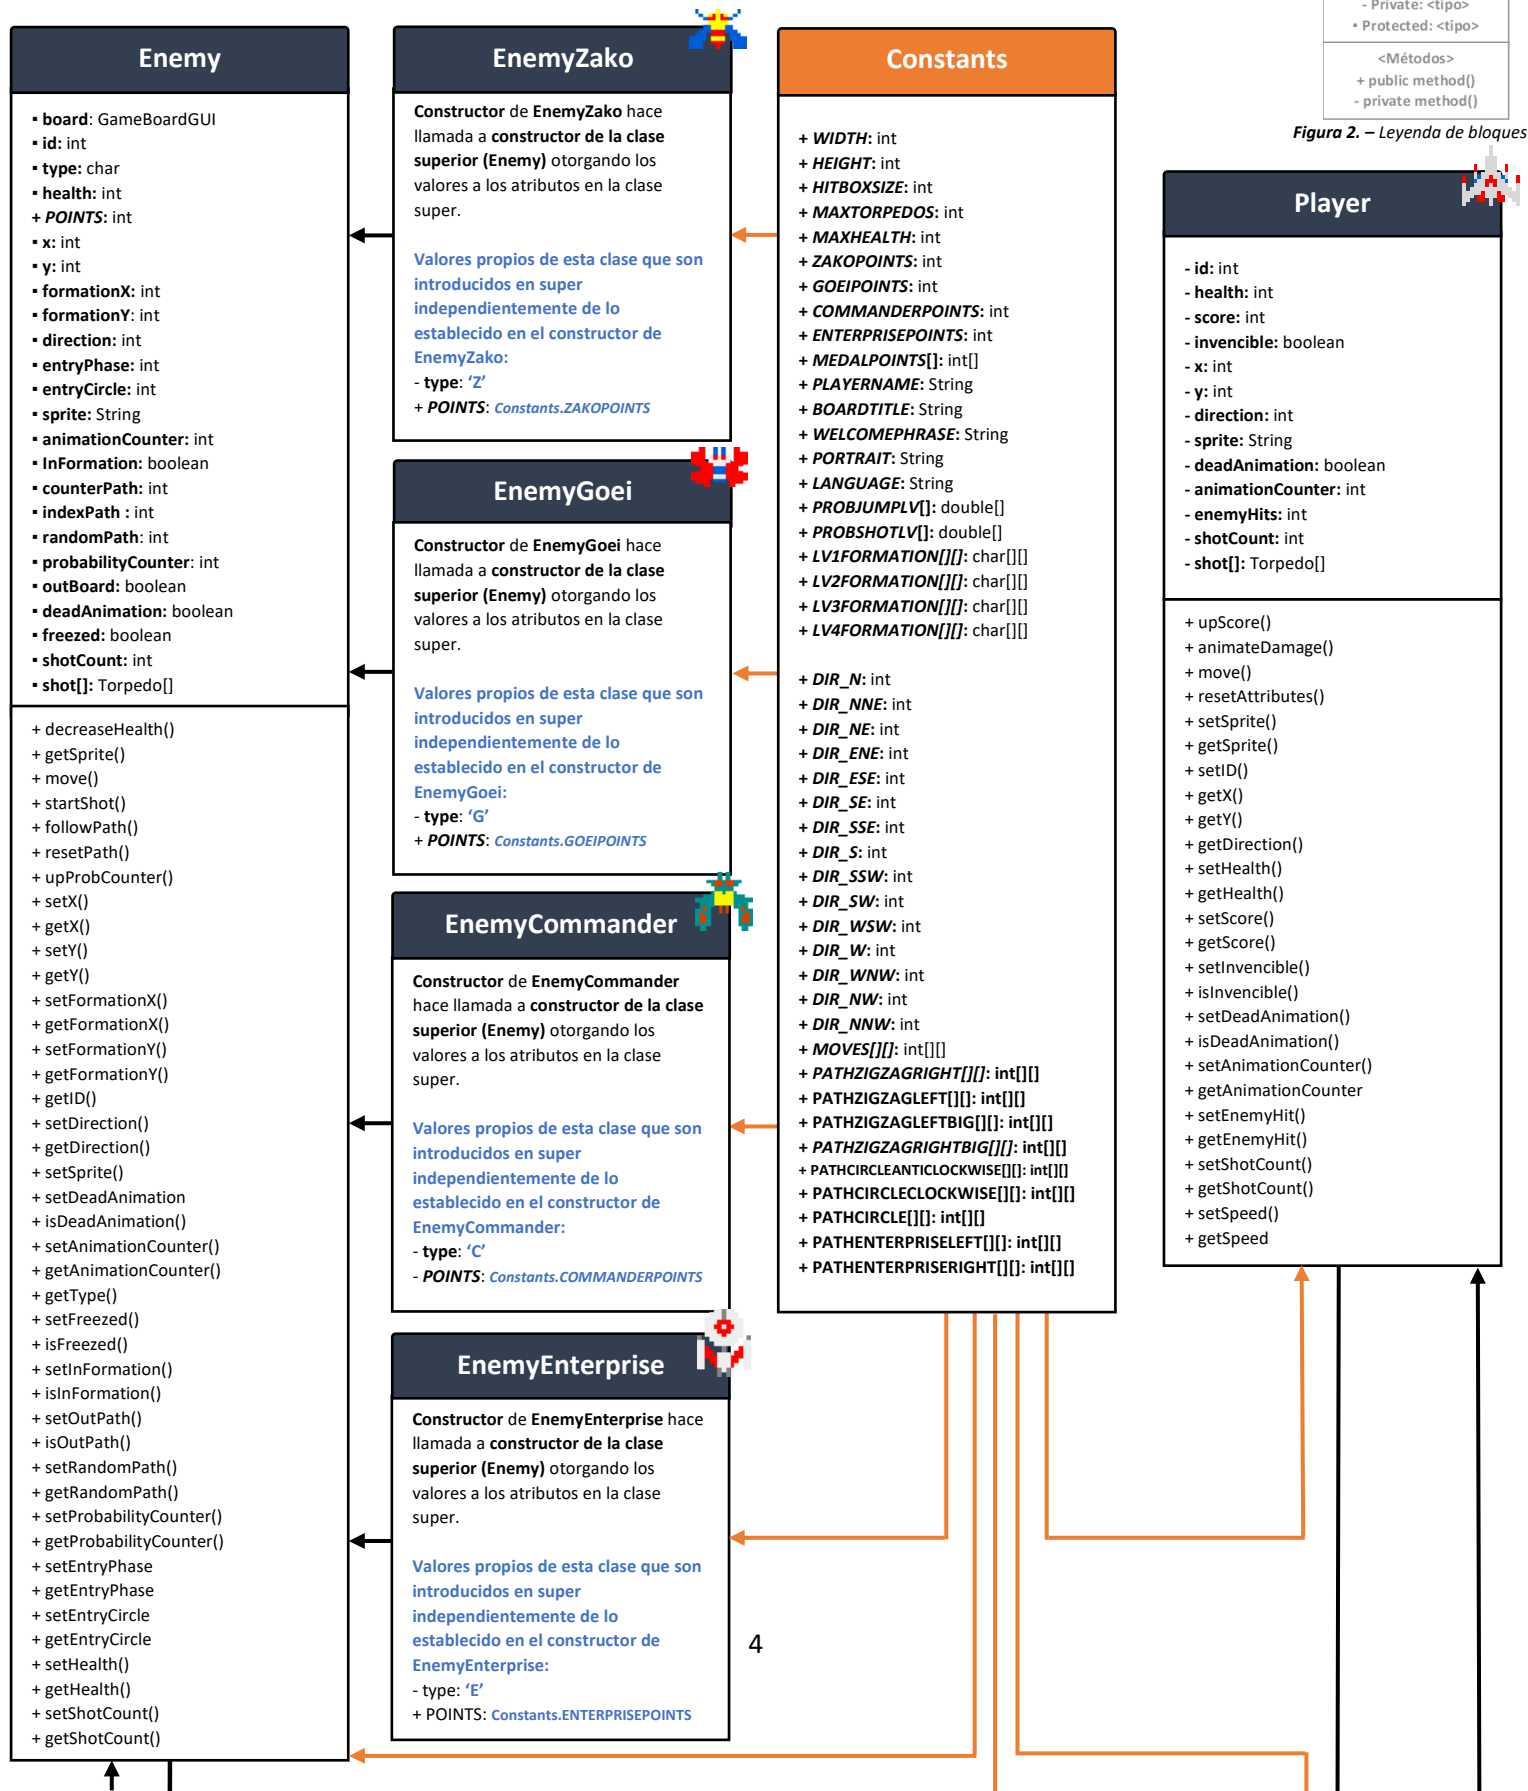 Enemy
▪ board: GameBoardGUI
▪ id: int
▪ type: char
▪ health: int
+ POINTS: int
▪ x: int
▪ y: int
▪ formationX: int
▪ formationY: int
▪ direction: int
▪ entryPhase: int
▪ entryCircle: int
▪ sprite: String
▪ animationCounter: int
▪ InFormation: boolean
▪ counterPath: int
▪ indexPath : int
▪ randomPath: int
▪ probabilityCounter: int
▪ outBoard: boolean
▪ deadAnimation: boolean
▪ freezed: boolean
▪ shotCount: int
▪ shot[]: Torpedo[]
+ decreaseHealth()
+ getSprite()
+ move()
+ startShot()
+ followPath()
+ resetPath()
+ upProbCounter()
+ setX()
+ getX()
+ setY()
+ getY()
+ setFormationX()
+ getFormationX()
+ setFormationY()
+ getFormationY()
+ getID()
+ setDirection()
+ getDirection()
+ setSprite()
+ setDeadAnimation
+ isDeadAnimation()
+ setAnimationCounter()
+ getAnimationCounter()
+ getType()
+ setFreezed()
+ isFreezed()
+ setInFormation()
+ isInFormation()
+ setOutPath()
+ isOutPath()
+ setRandomPath()
+ getRandomPath()
+ setProbabilityCounter()
+ getProbabilityCounter()
+ setEntryPhase
+ getEntryPhase
+ setEntryCircle
+ getEntryCircle
+ setHealth()
+ getHealth()
+ setShotCount()
+ getShotCount()
EnemyZako
Constructor de EnemyZako hace
llamada a constructor de la clase
superior (Enemy) otorgando los
valores a los atributos en la clase
super.
Valores propios de esta clase que son
introducidos en super
independientemente de lo
establecido en el constructor de
EnemyZako:
- type: ‘Z’
+ POINTS: Constants.ZAKOPOINTS
EnemyGoei
Constructor de EnemyGoei hace
llamada a constructor de la clase
superior (Enemy) otorgando los
valores a los atributos en la clase
super.
Valores propios de esta clase que son
introducidos en super
independientemente de lo
establecido en el constructor de
EnemyGoei:
- type: ‘G’
+ POINTS: Constants.GOEIPOINTS
EnemyCommander
Constructor de EnemyCommander
hace llamada a constructor de la clase
superior (Enemy) otorgando los
valores a los atributos en la clase
super.
Valores propios de esta clase que son
introducidos en super
independientemente de lo
establecido en el constructor de
EnemyCommander:
- type: ‘C’
- POINTS: Constants.COMMANDERPOINTS
EnemyEnterprise
Constructor de EnemyEnterprise hace
llamada a constructor de la clase
superior (Enemy) otorgando los
valores a los atributos en la clase
super.
Valores propios de esta clase que son
introducidos en super
independientemente de lo
establecido en el constructor de
EnemyEnterprise:
- type: ‘E’
+ POINTS: Constants.ENTERPRISEPOINTS
Constants
+ WIDTH: int
+ HEIGHT: int
+ HITBOXSIZE: int
+ MAXTORPEDOS: int
+ MAXHEALTH: int
+ ZAKOPOINTS: int
+ GOEIPOINTS: int
+ COMMANDERPOINTS: int
+ ENTERPRISEPOINTS: int
+ MEDALPOINTS[]: int[]
+ PLAYERNAME: String
+ BOARDTITLE: String
+ WELCOMEPHRASE: String
+ PORTRAIT: String
+ LANGUAGE: String
+ PROBJUMPLV[]: double[]
+ PROBSHOTLV[]: double[]
+ LV1FORMATION[][]: char[][]
+ LV2FORMATION[][]: char[][]
+ LV3FORMATION[][]: char[][]
+ LV4FORMATION[][]: char[][]
+ DIR_N: int
+ DIR_NNE: int
+ DIR_NE: int
+ DIR_ENE: int
+ DIR_ESE: int
+ DIR_SE: int
+ DIR_SSE: int
+ DIR_S: int
+ DIR_SSW: int
+ DIR_SW: int
+ DIR_WSW: int
+ DIR_W: int
+ DIR_WNW: int
+ DIR_NW: int
+ DIR_NNW: int
+ MOVES[][]: int[][]
+ PATHZIGZAGRIGHT[][]: int[][]
+ PATHZIGZAGLEFT[][]: int[][]
+ PATHZIGZAGLEFTBIG[][]: int[][]
+ PATHZIGZAGRIGHTBIG[][]: int[][]
+ PATHCIRCLEANTICLOCKWISE[][]: int[][]
+ PATHCIRCLECLOCKWISE[][]: int[][]
+ PATHCIRCLE[][]: int[][]
+ PATHENTERPRISELEFT[][]: int[][]
+ PATHENTERPRISERIGHT[][]: int[][]
- Private: <tipo>
▪ Protected: <tipo>
<Métodos>
+ public method()
- private method()
Figura 2. – Leyenda de bloques
Player
- id: int
- health: int
- score: int
- invencible: boolean
- x: int
- y: int
- direction: int
- sprite: String
- deadAnimation: boolean
- animationCounter: int
- enemyHits: int
- shotCount: int
- shot[]: Torpedo[]
+ upScore()
+ animateDamage()
+ move()
+ resetAttributes()
+ setSprite()
+ getSprite()
+ setID()
+ getX()
+ getY()
+ getDirection()
+ setHealth()
+ getHealth()
+ setScore()
+ getScore()
+ setInvencible()
+ isInvencible()
+ setDeadAnimation()
+ isDeadAnimation()
+ setAnimationCounter()
+ getAnimationCounter
+ setEnemyHit()
+ getEnemyHit()
+ setShotCount()
+ getShotCount()
+ setSpeed()
+ getSpeed
4